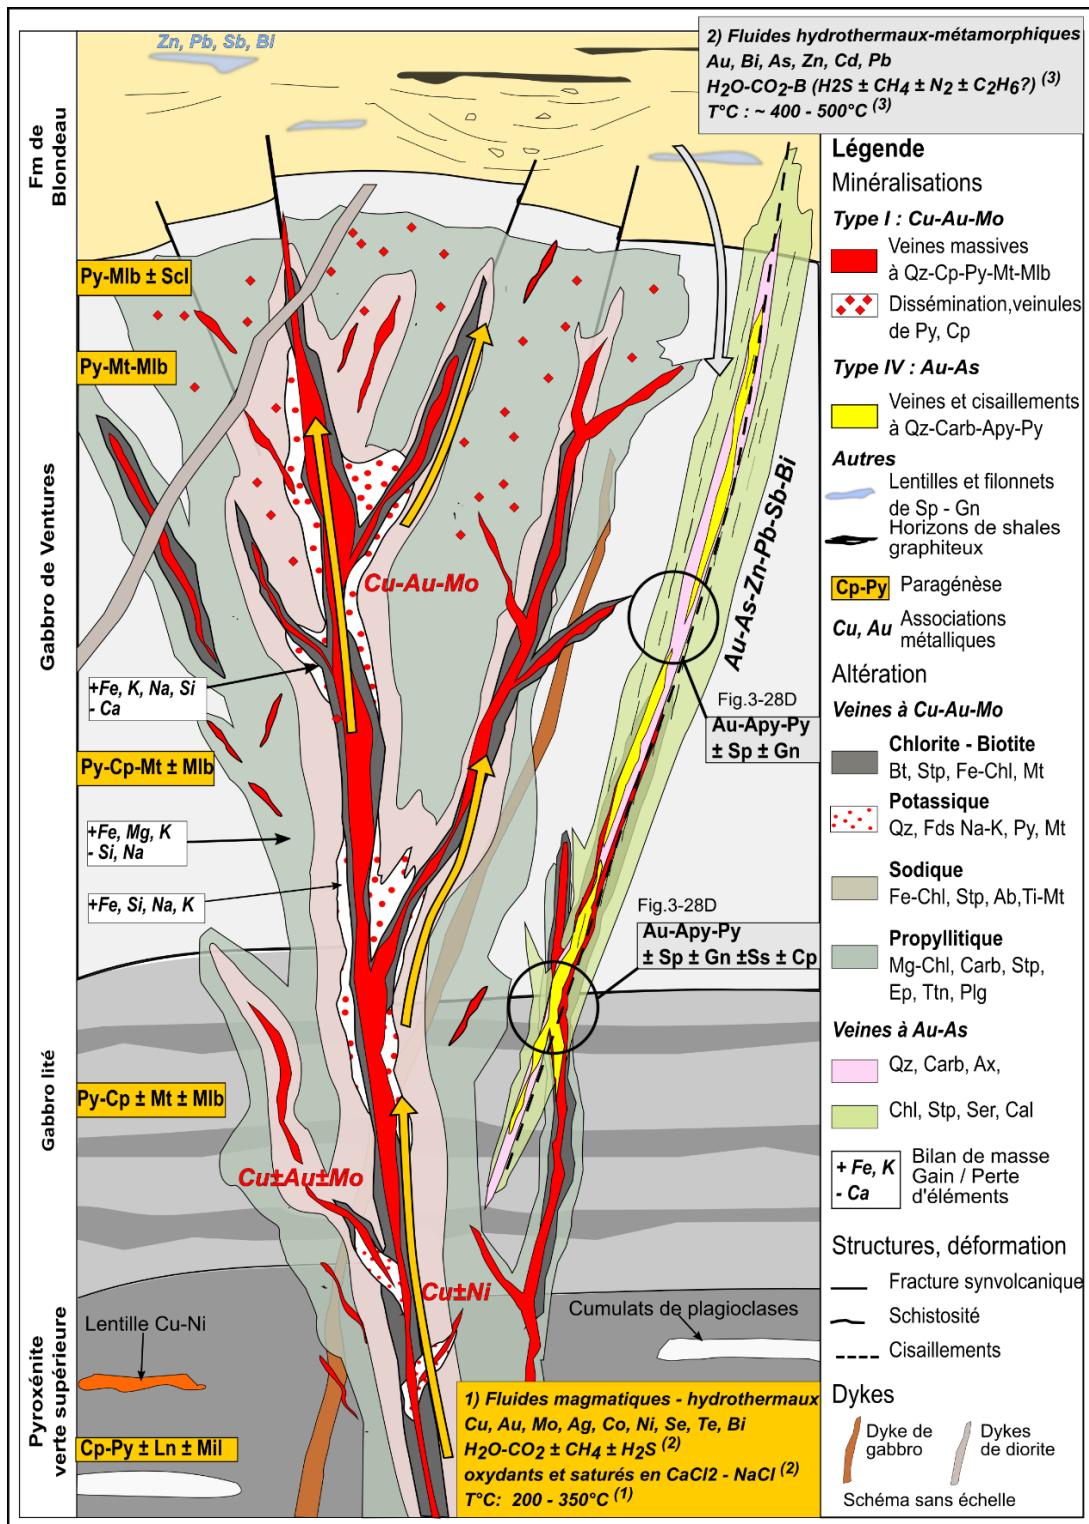 Zn, Pb, Sb, Bi
2) Fluides hydrothermaux-métamorphiques
Au, Bi, As, Zn, Cd, Pb
H2O-CO2-B (H2S ± CH4 ± N2 ± C2H6?) (3)
T°C : ~ 400 - 500°C (3)
Fm de
Blondeau
Gabbro de Ventures
Gabbro lité
Pyroxénite
verte supérieure
Py-Mlb ± Scl
Py-Mt-Mlb
Cu-Au-Mo
Au-As-Zn-Pb-Sb-Bi
+Fe, K, Na, Si
- Ca
Fig.3-28D
Au-Apy-Py
± Sp ± Gn
Py-Cp-Mt ± Mlb
+Fe, Mg, K
- Si, Na
+Fe, Si, Na, K
Fig.3-28D
Au-Apy-Py
± Sp ± Gn ±Ss ± Cp
Py-Cp ± Mt ± Mlb
Cu±Au±Mo
Cu±Ni
Lentille Cu-Ni
Cumulats de plagioclases
Cp-Py ± Ln ± Mil
1) Fluides magmatiques - hydrothermaux
Cu, Au, Mo, Ag, Co, Ni, Se, Te, Bi
H2O-CO2 ± CH4 ± H2S (2)
oxydants et saturés en CaCl2 - NaCl (2)
T°C: 200 - 350°C (1)
Légende
Minéralisations
Type I : Cu-Au-Mo
Veines massives
à Qz-Cp-Py-Mt-Mlb
Dissémination,veinules
de Py, Cp
Type IV : Au-As
Veines et cisaillements
à Qz-Carb-Apy-Py
Autres
Lentilles et filonnets
de Sp - Gn
Horizons de shales
graphiteux
Cp-Py Paragénèse
Cu, Au Associations
métalliques
Altération
Veines à Cu-Au-Mo
Chlorite - Biotite
Bt, Stp, Fe-Chl, Mt
Potassique
Qz, Fds Na-K, Py, Mt
Sodique
Fe-Chl, Stp, Ab,Ti-Mt
Propyllitique
Mg-Chl, Carb, Stp,
Ep, Ttn, Plg
Veines à Au-As
Qz, Carb, Ax,
Chl, Stp, Ser, Cal
+ Fe, K
- Ca
Bilan de masse
Gain / Perte
d'éléments
Structures, déformation
Fracture synvolcanique
Schistosité
Cisaillements
Dykes
Dyke de
gabbro
Dykes
de diorite
Schéma sans échelle